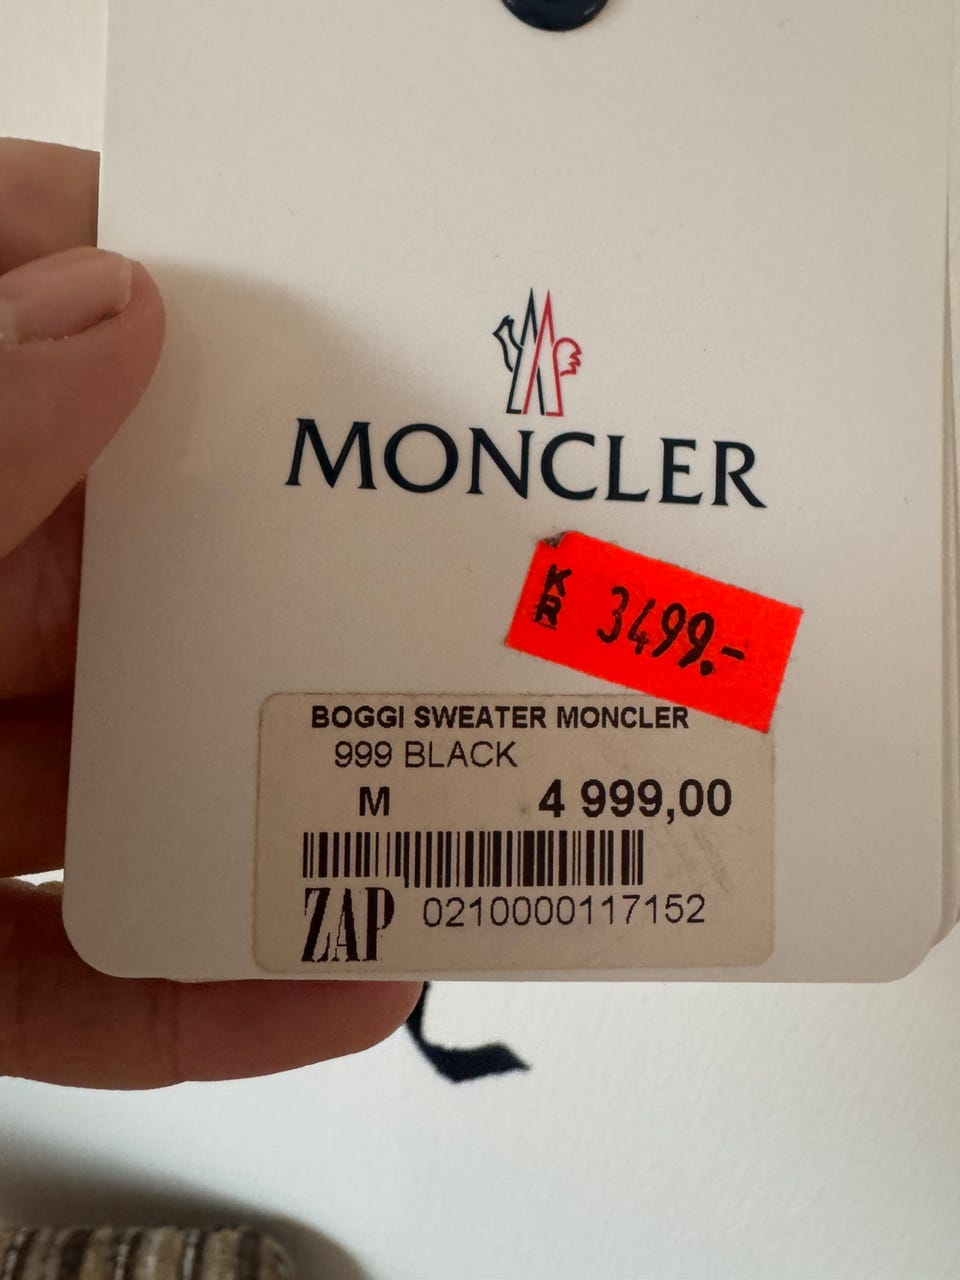 MONCLER
KR 3499.-
BOGGI SWEATER MONCLER
999 BLACK
M 4 999,00
ZAP 0210000117152